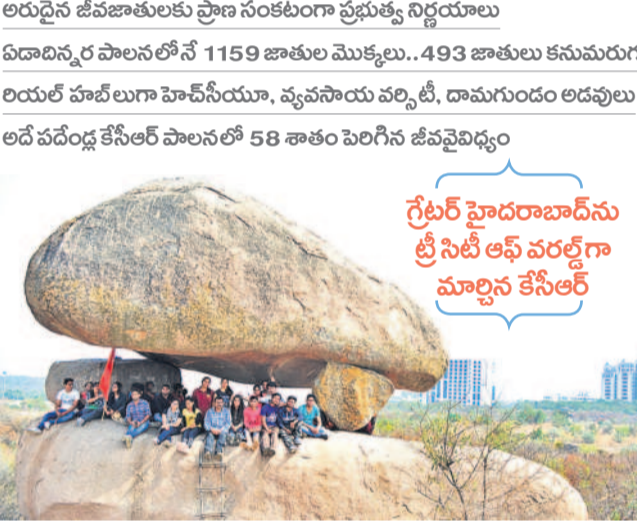 అరుదైన జీవజాతులకు ప్రాణ సంకటంగా ప్రభుత్వ నిర్ణయాలు
ఏడాదిన్నర పాలనలోనే 1159 జాతుల మొక్కలు..493 జాతులు కనుమరుగ
రియల్ హబ్‌లుగా హెచ్‌సీయూ, వ్యవసాయ వర్సిటీ, దామగుండం అడవులు
అదే పదేండ్ల కేసీఆర్ పాలనలో 58 శాతం పెరిగిన జీవవైవిధ్యం
గ్రేటర్ హైదరాబాద్‌ను
ట్రీ సిటీ ఆఫ్ వరల్డ్‌గా
మార్చిన కేసీఆర్